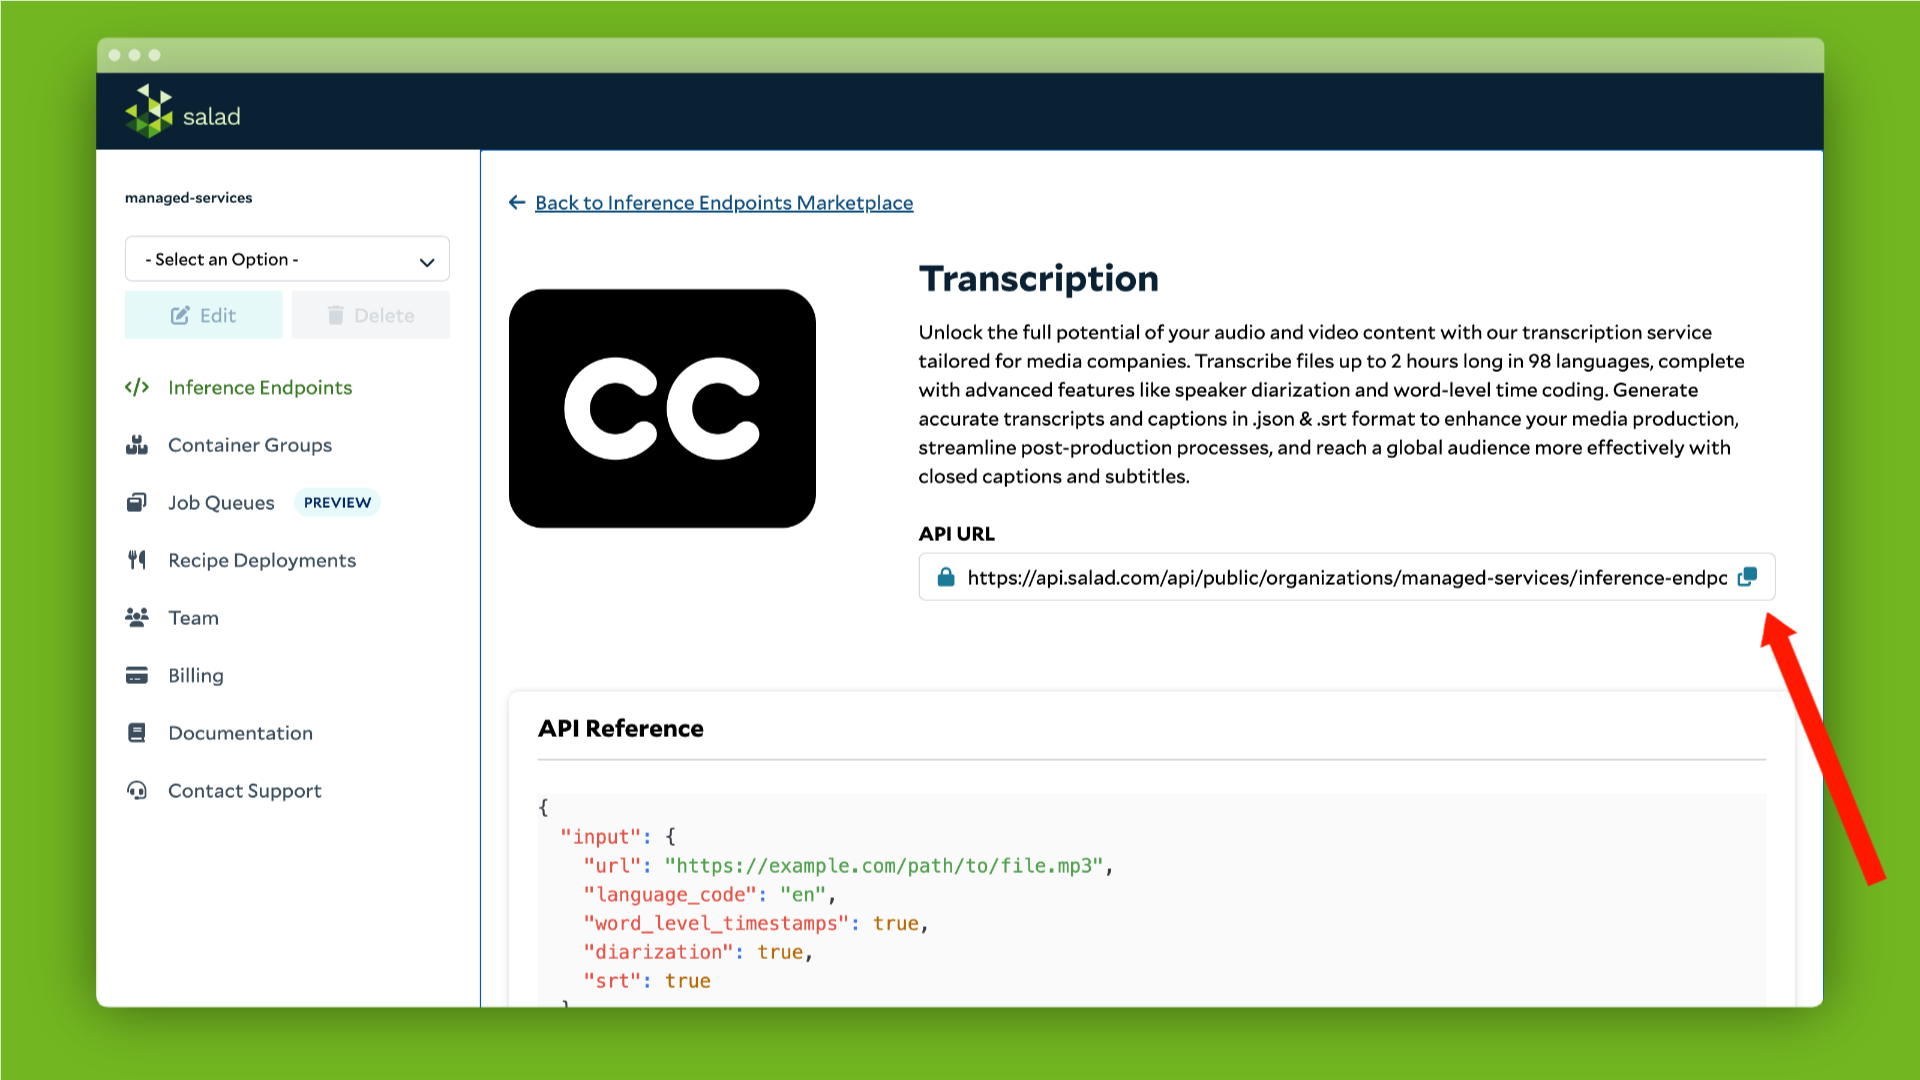 salad
managed-services
- Select an Option -
Edit
Delete
Inference Endpoints
Container Groups
Job Queues PREVIEW
Recipe Deployments
Team
Billing
Documentation
Contact Support
Back to Inference Endpoints Marketplace
CC
Transcription
Unlock the full potential of your audio and video content with our transcription service
tailored for media companies. Transcribe files up to 2 hours long in 98 languages, complete
with advanced features like speaker diarization and word-level time coding. Generate
accurate transcripts and captions in .json & .srt format to enhance your media production,
streamline post-production processes, and reach a global audience more effectively with
closed captions and subtitles.
API URL
https://api.salad.com/api/public/organizations/managed-services/inference-endpc
API Reference
{
"input": {
"url": "https://example.com/path/to/file.mp3",
"language_code": "en",
"word_level_timestamps": true,
"diarization": true,
"srt": true
}